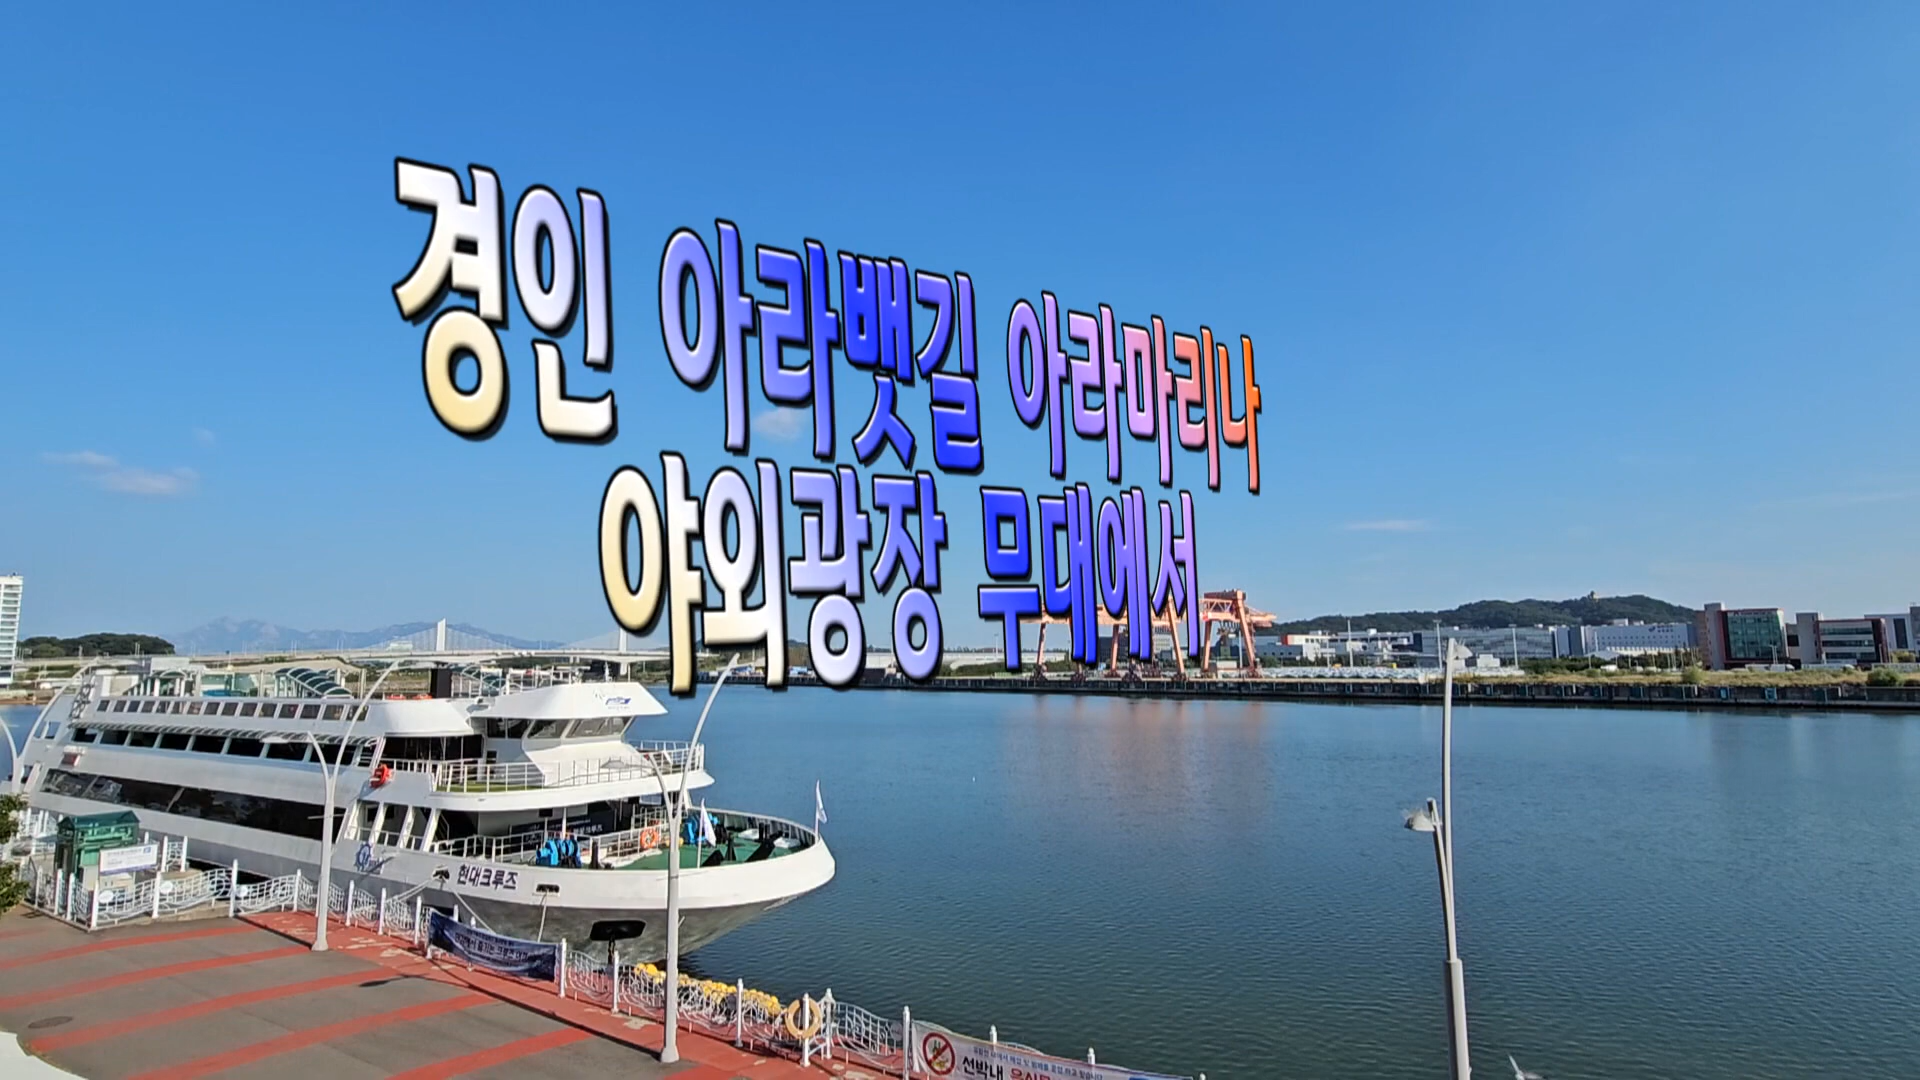 경인 아라뱃길 아라마리나
야외광장 무대에서
현대크루즈
선박내